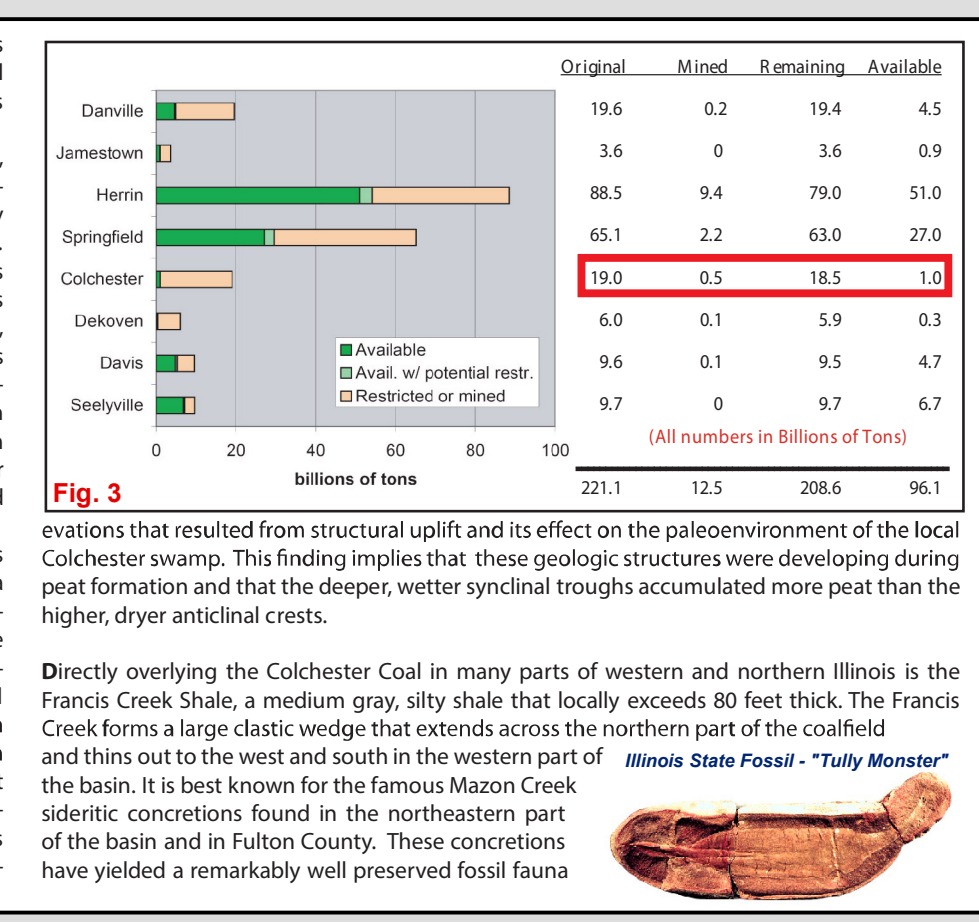 Original Mined Remaining Available
Danville 19.6 0.2 19.4 4.5
Jamestown 3.6 0 3.6 0.9
Herrin 88.5 9.4 79.0 51.0
Springfield 65.1 2.2 63.0 27.0
Colchester 19.0 0.5 18.5 1.0
Dekoven 6.0 0.1 5.9 0.3
Davis 9.6 0.1 9.5 4.7
Seelyville 9.7 0 9.7 6.7
Available
Avail. w/ potential restr.
Restricted or mined
(All numbers in Billions of Tons)
0 20 40 60 80 100
billions of tons
Fig. 3
221.1 12.5 208.6 96.1
evations that resulted from structural uplift and its effect on the paleoenvironment of the local
Colchester swamp. This finding implies that these geologic structures were developing during
peat formation and that the deeper, wetter synclinal troughs accumulated more peat than the
higher, dryer anticlinal crests.
Directly overlying the Colchester Coal in many parts of western and northern Illinois is the
Francis Creek Shale, a medium gray, silty shale that locally exceeds 80 feet thick. The Francis
Creek forms a large clastic wedge that extends across the northern part of the coalfield
and thins out to the west and south in the western part of
the basin. It is best known for the famous Mazon Creek
sideritic concretions found in the northeastern part
of the basin and in Fulton County. These concretions
have yielded a remarkably well preserved fossil fauna
Illinois State Fossil - "Tully Monster"